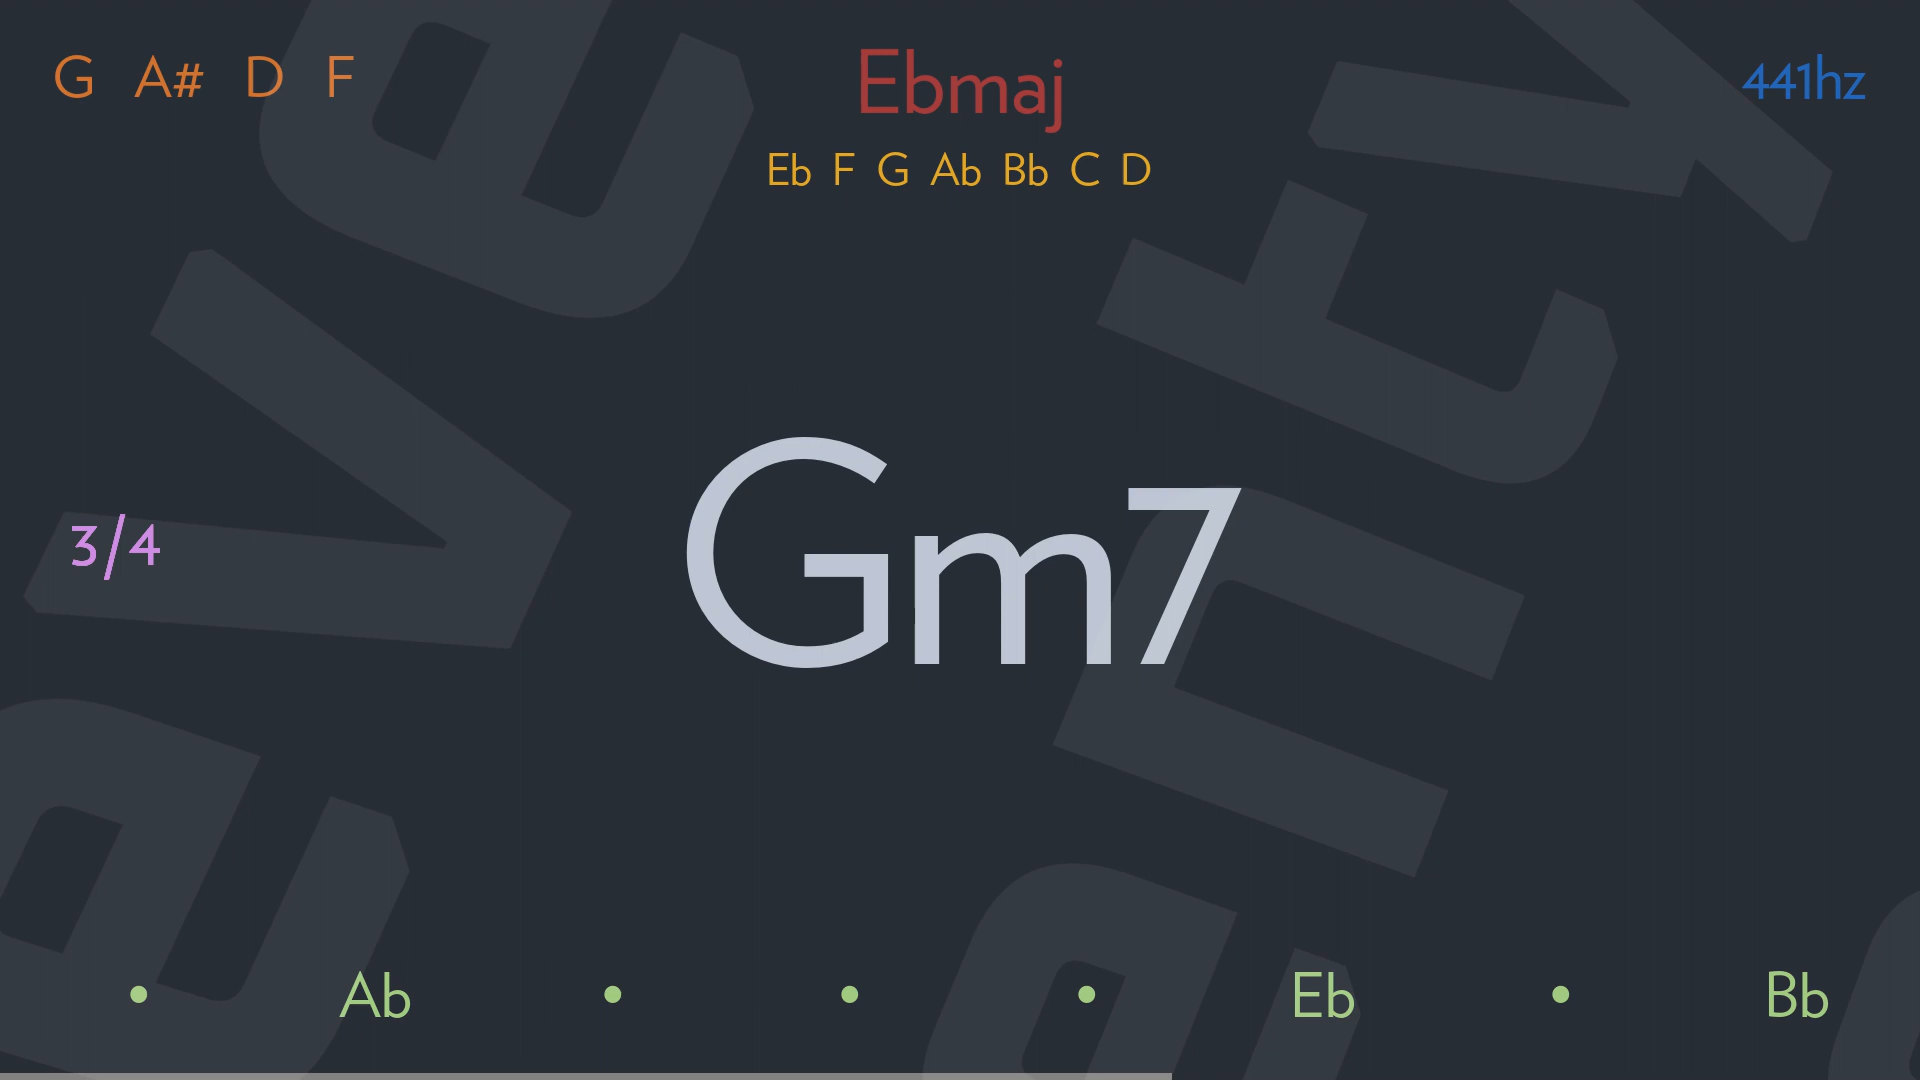 G A# D F
Ebmaj
441hz
Eb F G Ab Bb C D
3/4
Gm7
• Ab • • • Eb • Bb